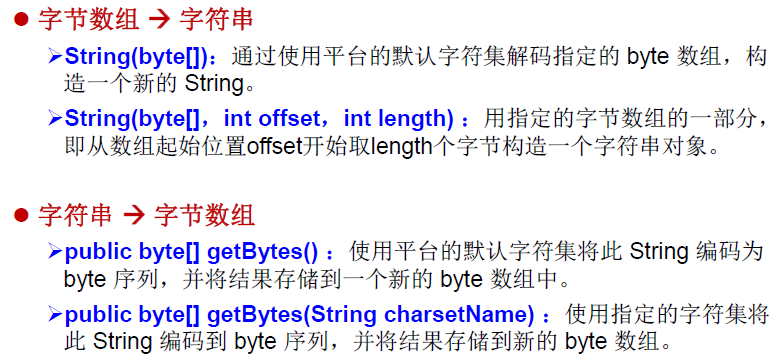 ● 字节数组 → 字符串
➢String(byte[])：通过使用平台的默认字符集解码指定的 byte 数组，构
造一个新的 String。
➢String(byte[]，int offset，int length) ：用指定的字节数组的一部分，
即从数组起始位置offset开始取length个字节构造一个字符串对象。
● 字符串 → 字节数组
➢public byte[] getBytes() ：使用平台的默认字符集将此 String 编码为
byte 序列，并将结果存储到一个新的 byte 数组中。
➢public byte[] getBytes(String charsetName) ：使用指定的字符集将
此 String 编码到 byte 序列，并将结果存储到新的 byte 数组。